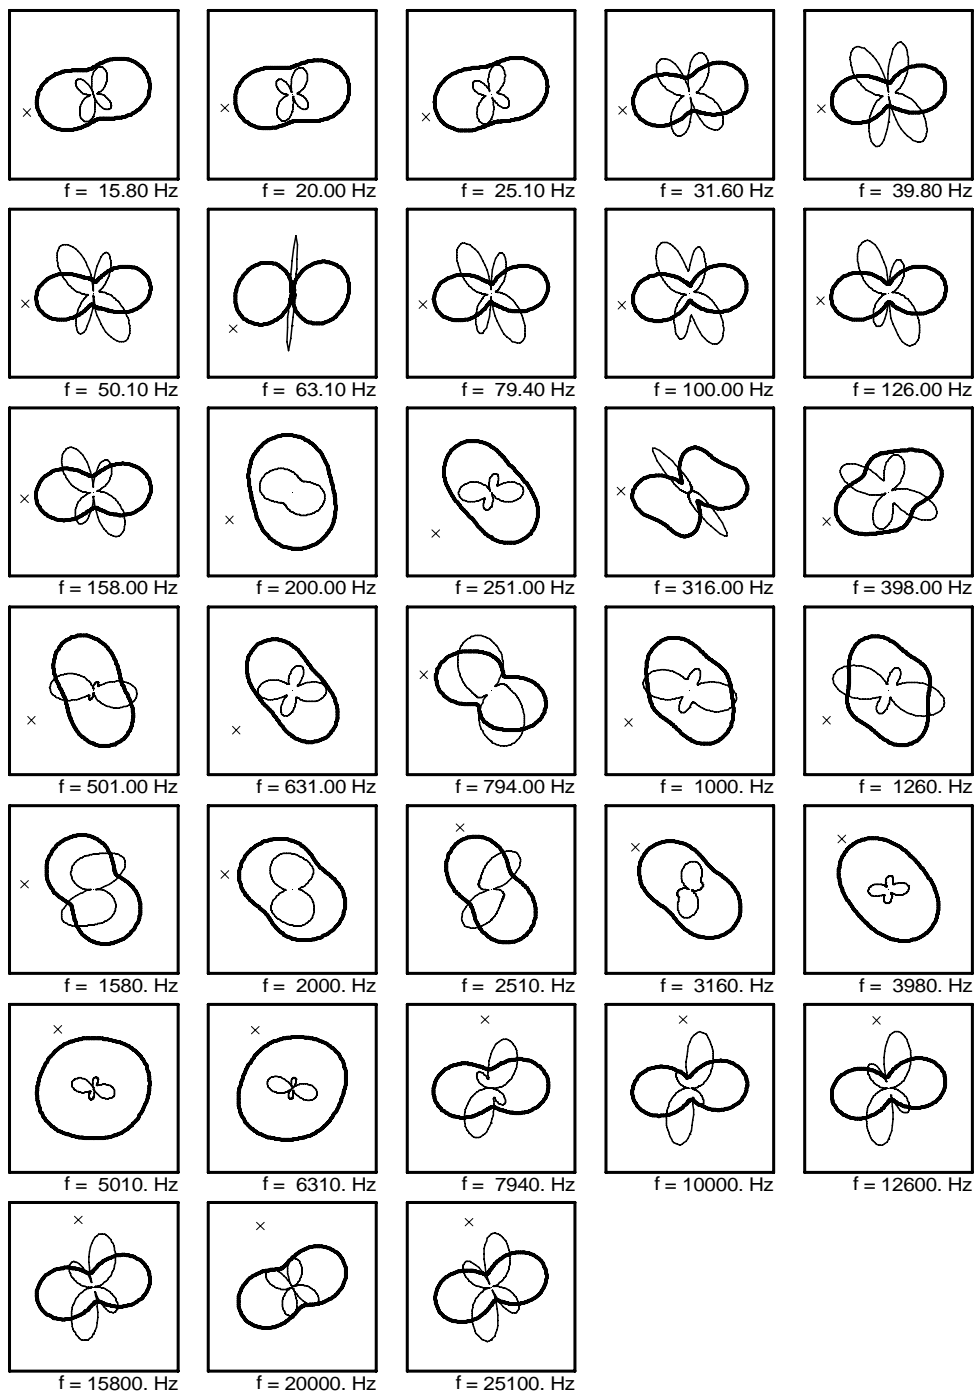 f = 15.80 Hz
f = 20.00 Hz
f = 25.10 Hz
f = 31.60 Hz
f = 39.80 Hz
f = 50.10 Hz
f = 63.10 Hz
f = 79.40 Hz
f = 100.00 Hz
f = 126.00 Hz
f = 158.00 Hz
f = 200.00 Hz
f = 251.00 Hz
f = 316.00 Hz
f = 398.00 Hz
f = 501.00 Hz
f = 631.00 Hz
f = 794.00 Hz
f = 1000. Hz
f = 1260. Hz
f = 1580. Hz
f = 2000. Hz
f = 2510. Hz
f = 3160. Hz
f = 3980. Hz
f = 5010. Hz
f = 6310. Hz
f = 7940. Hz
f = 10000. Hz
f = 12600. Hz
f = 15800. Hz
f = 20000. Hz
f = 25100. Hz